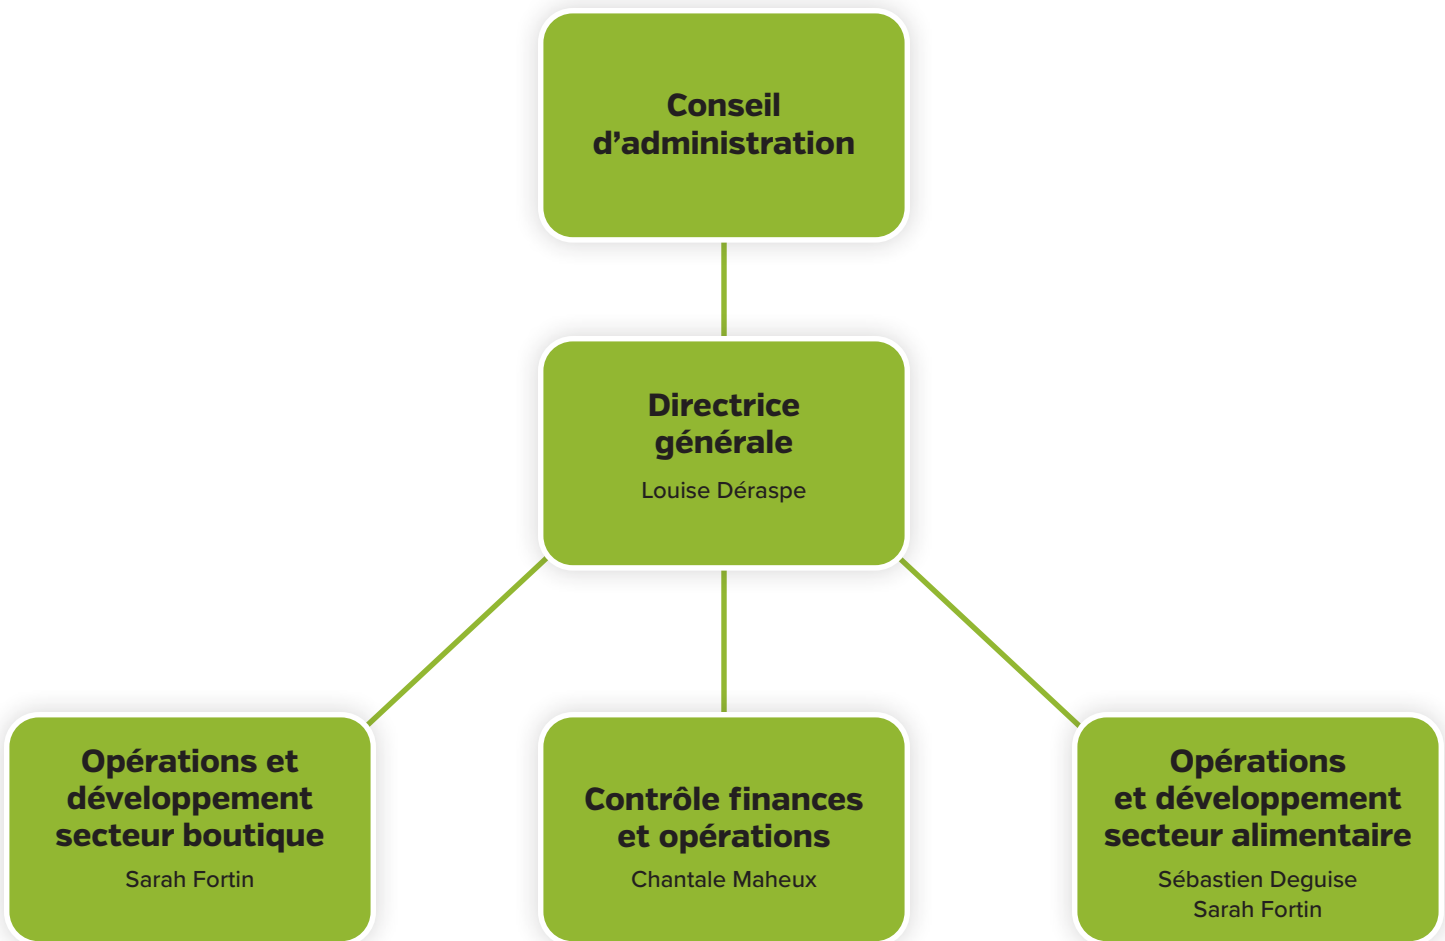 Conseil
d’administration
Directrice
générale
Louise Déraspe
Opérations et
développement
secteur boutique
Sarah Fortin
Contrôle finances
et opérations
Chantale Maheux
Opérations
et développement
secteur alimentaire
Sébastien Deguise
Sarah Fortin